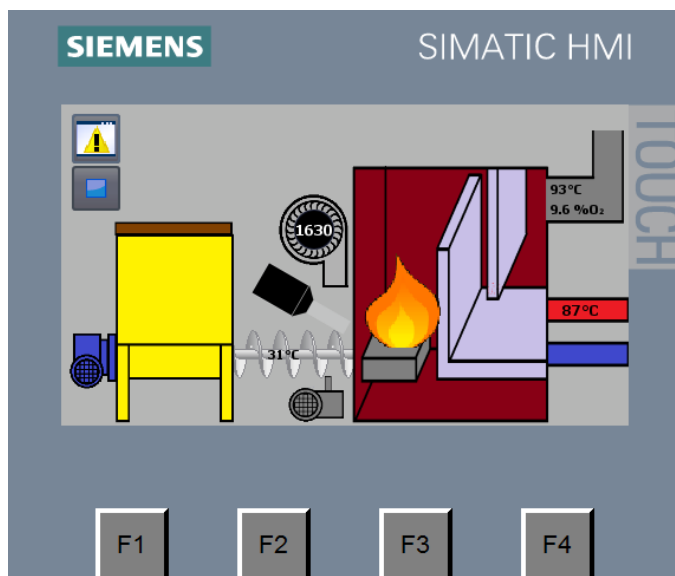 SIEMENS
SIMATIC HMI
TOUCH
93°C
9.6 %O₂
1630
87°C
31°C
F1
F2
F3
F4